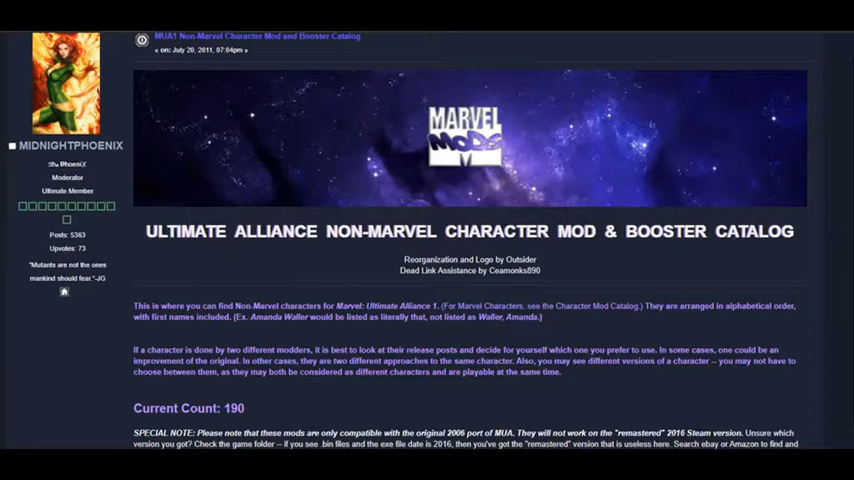 MUA1 Non-Marvel Character Mod and Booster Catalog
« on: July 20, 2011, 07:04pm »
MARVEL
MODS
M
MIDNIGHTPHOENIX
tha PhoeniX
Moderator
Ultimate Member
Posts: 5363
Upvotes: 73
"Mutants are not the ones
mankind should fear."-JG
ULTIMATE ALLIANCE NON-MARVEL CHARACTER MOD & BOOSTER CATALOG
Reorganization and Logo by Outsider
Dead Link Assistance by Ceamonks890
This is where you can find Non-Marvel characters for Marvel: Ultimate Alliance 1. (For Marvel Characters, see the Character Mod Catalog.) They are arranged in alphabetical order,
with first names included. (Ex. Amanda Waller would be listed as literally that, not listed as Waller, Amanda.)
If a character is done by two different modders, it is best to look at their release posts and decide for yourself which one you prefer to use. In some cases, one could be an
improvement of the original. In other cases, they are two different approaches to the same character. Also, you may see different versions of a character -- you may not have to
choose between them, as they may both be considered as different characters and are playable at the same time.
Current Count: 190
SPECIAL NOTE: Please note that these mods are only compatible with the original 2006 port of MUA. They will not work on the "remastered" 2016 Steam version. Unsure which
version you got? Check the game folder -- if you see .bin files and the exe file date is 2016, then you've got the "remastered" version that is useless here. Search ebay or Amazon to find and